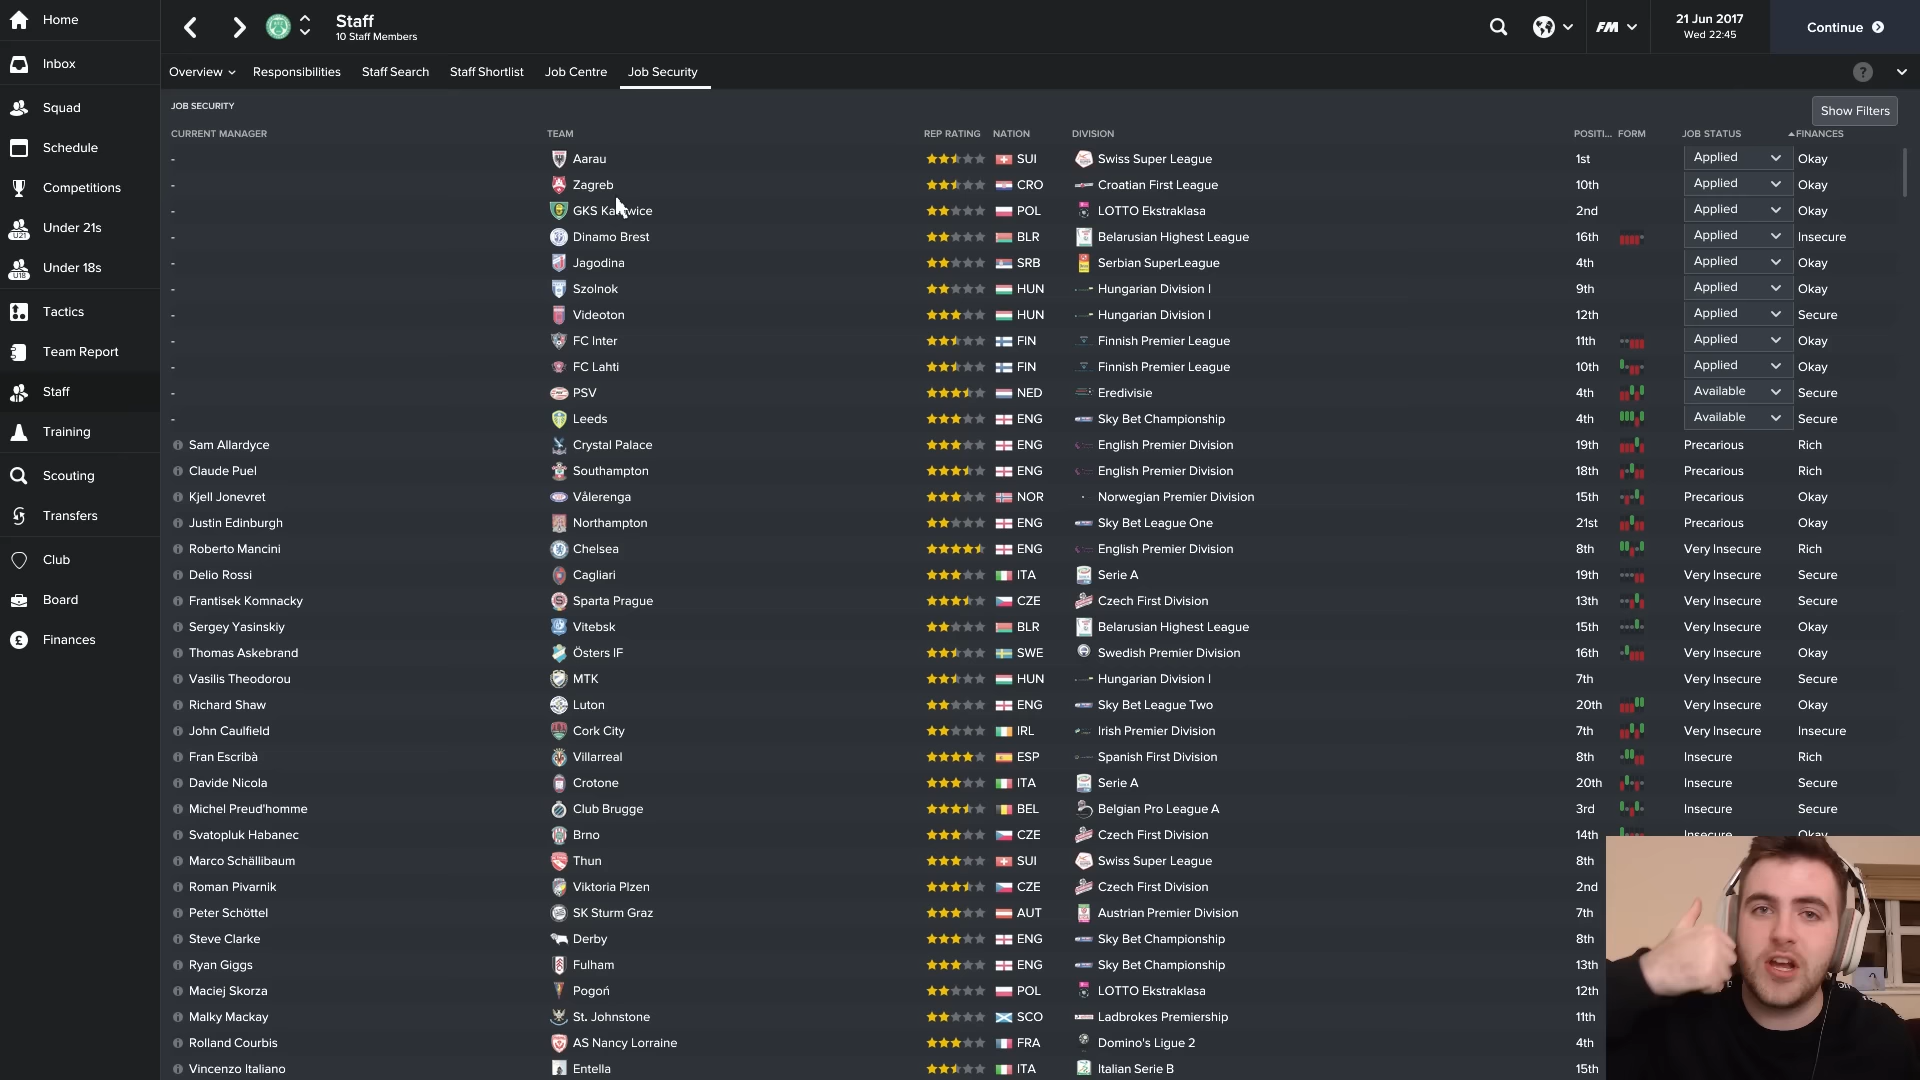 Home
Inbox
Squad
Schedule
Competitions
Under 21s
Under 18s
Tactics
Team Report
Staff
Training
Scouting
Transfers
Club
Board
Finances
Staff
10 Staff Members
FM
21 Jun 2017
Wed 22:45
Continue
Overview Responsibilities Staff Search Staff Shortlist Job Centre Job Security
?
JOB SECURITY
Show Filters
CURRENT MANAGER TEAM REP RATING NATION DIVISION POSITI... FORM JOB STATUS FINANCES
- Aarau SUI Swiss Super League 1st Applied Okay
- Zagreb CRO Croatian First League 10th Applied Okay
- GKS POL LOTTO Ekstraklasa 2nd Applied Okay
- Dinamo Brest BLR Belarusian Highest League 16th Applied Insecure
- Jagodina SRB Serbian SuperLeague 4th Applied Okay
- Szolnok HUN Hungarian Division I 9th Applied Okay
- Videoton HUN Hungarian Division I 12th Applied Secure
- FC Inter FIN Finnish Premier League 11th Applied Okay
- FC Lahti FIN Finnish Premier League 10th Applied Okay
- PSV NED Eredivisie 4th Available Secure
- Leeds ENG Sky Bet Championship 4th Available Secure
Sam Allardyce Crystal Palace ENG English Premier Division 19th Precarious Rich
Claude Puel Southampton ENG English Premier Division 18th Precarious Rich
Kjell Jonevret Vålerenga NOR Norwegian Premier Division 15th Precarious Okay
Justin Edinburgh Northampton ENG Sky Bet League One 21st Precarious Okay
Roberto Mancini Chelsea ENG English Premier Division 8th Very Insecure Rich
Delio Rossi Cagliari ITA Serie A 19th Very Insecure Secure
Frantisek Komnacky Sparta Prague CZE Czech First Division 13th Very Insecure Secure
Sergey Yasinskiy Vitebsk BLR Belarusian Highest League 15th Very Insecure Okay
Thomas Askebrand Östers IF SWE Swedish Premier Division 16th Very Insecure Okay
Vasilis Theodorou MTK HUN Hungarian Division I 7th Very Insecure Secure
Richard Shaw Luton ENG Sky Bet League Two 20th Very Insecure Okay
John Caulfield Cork City IRL Irish Premier Division 7th Very Insecure Insecure
Fran Escribà Villarreal ESP Spanish First Division 8th Insecure Rich
Davide Nicola Crotone ITA Serie A 20th Insecure Secure
Michel Preud'homme Club Brugge BEL Belgian Pro League A 3rd Insecure Secure
Svatopluk Habanec Brno CZE Czech First Division 14th Insecure Okay
Marco Schällibaum Thun SUI Swiss Super League 8th
Roman Pivarnik Viktoria Plzen CZE Czech First Division 2nd
Peter Schöttel SK Sturm Graz AUT Austrian Premier Division 7th
Steve Clarke Derby ENG Sky Bet Championship 8th
Ryan Giggs Fulham ENG Sky Bet Championship 13th
Maciej Skorza Pogoń POL LOTTO Ekstraklasa 12th
Malky Mackay St. Johnstone SCO Ladbrokes Premiership 11th
Rolland Courbis AS Nancy Lorraine FRA Domino's Ligue 2 4th
Vincenzo Italiano Entella ITA Italian Serie B 15th